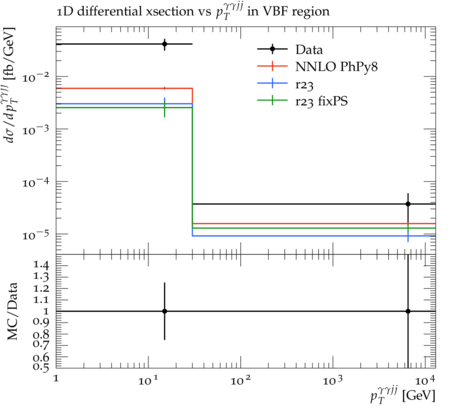 1D differential xsection vs p_T^{γγjj} in VBF region
dσ/dp_T^{γγjj} [fb/GeV]
Data
NNLO PhPy8
r23
r23 fixPS
10^{−2}
10^{−3}
10^{−4}
10^{−5}
MC/Data
1.4
1.3
1.2
1.1
1
0.9
0.8
0.7
0.6
0.5
1 10^1 10^2 10^3 10^4
p_T^{γγjj} [GeV]